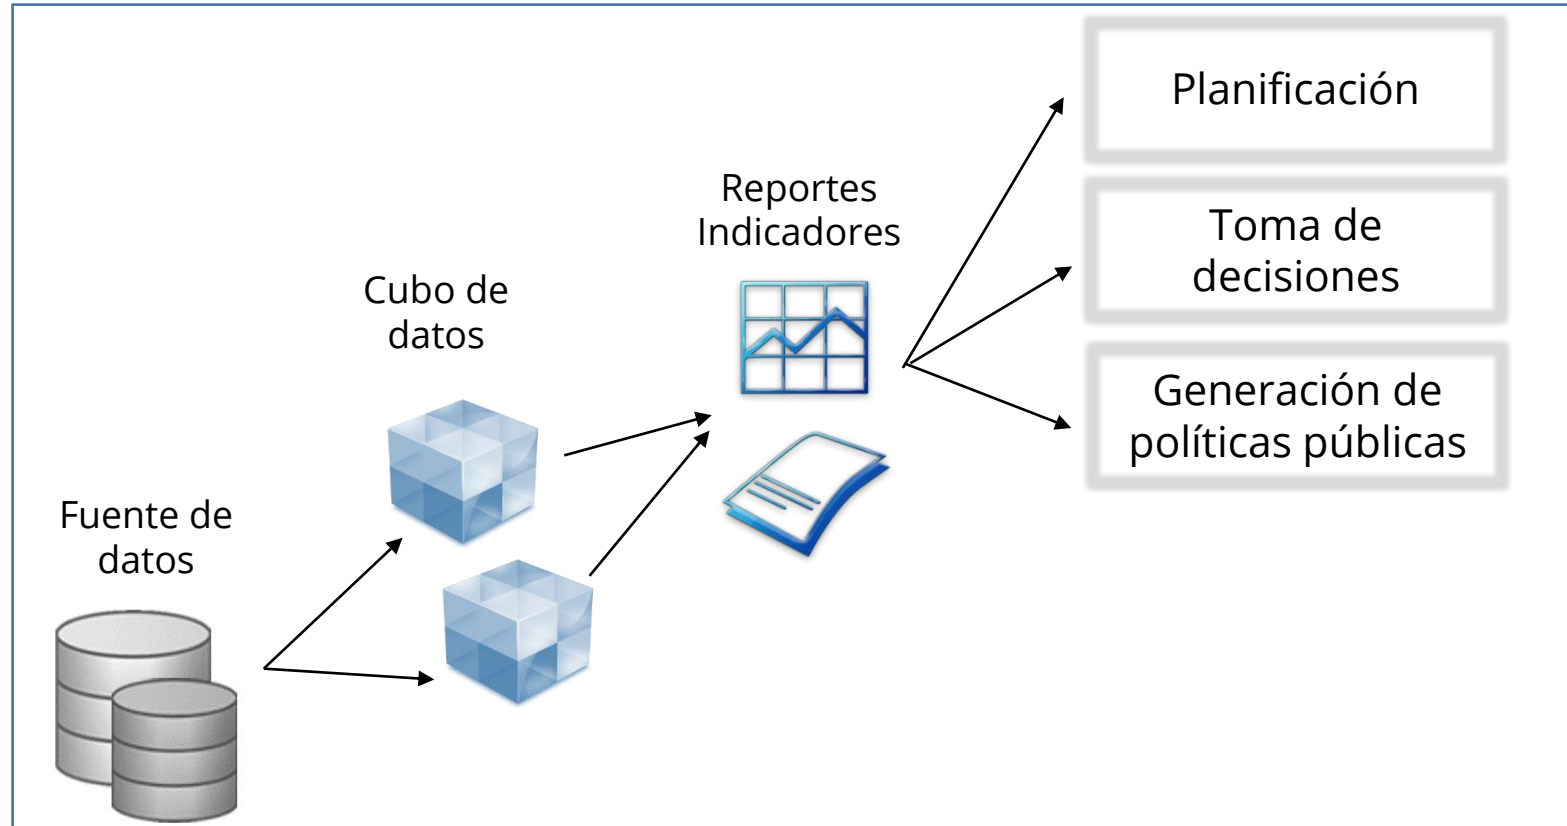 Fuente de
datos
Cubo de
datos
Reportes
Indicadores
Planificación
Toma de
decisiones
Generación de
políticas públicas